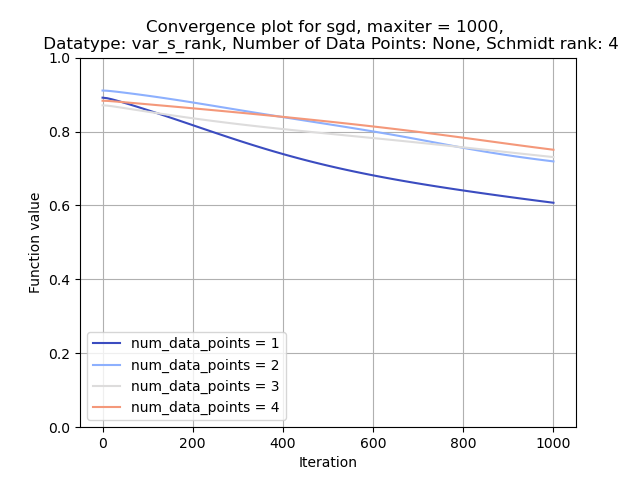 Convergence plot for sgd, maxiter = 1000,
Datatype: var_s_rank, Number of Data Points: None, Schmidt rank: 4
1.0
0.8
0.6
0.4
0.2
0.0
Function value
num_data_points = 1
num_data_points = 2
num_data_points = 3
num_data_points = 4
0 200 400 600 800 1000
Iteration